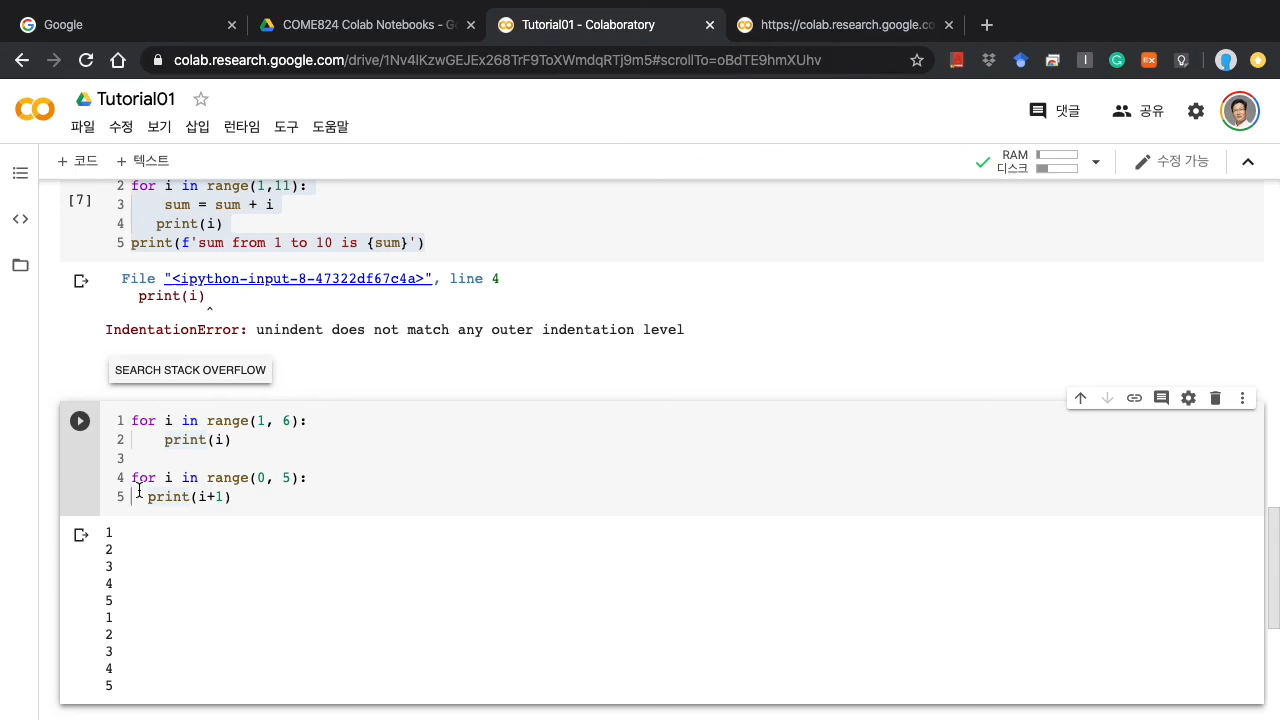 Google
COME824 Colab Notebooks - Go
Tutorial01 - Colaboratory
https://colab.research.google.co
colab.research.google.com/drive/1Nv4lKzwGEJEx268TrF9ToXWmdqRTj9m5#scrollTo=oBdTE9hmXUhv
CO Tutorial01
댓글 공유
파일 수정 보기 삽입 런타임 도구 도움말
+ 코드 + 텍스트
RAM
디스크
수정 가능
[7]
2 for i in range(1,11):
3     sum = sum + i
4    print(i)
5 print(f'sum from 1 to 10 is {sum}')
File "<ipython-input-8-47322df67c4a>", line 4
print(i)
^
IndentationError: unindent does not match any outer indentation level
SEARCH STACK OVERFLOW
1 for i in range(1, 6):
2     print(i)
3
4 for i in range(0, 5):
5   print(i+1)
1
2
3
4
5
1
2
3
4
5